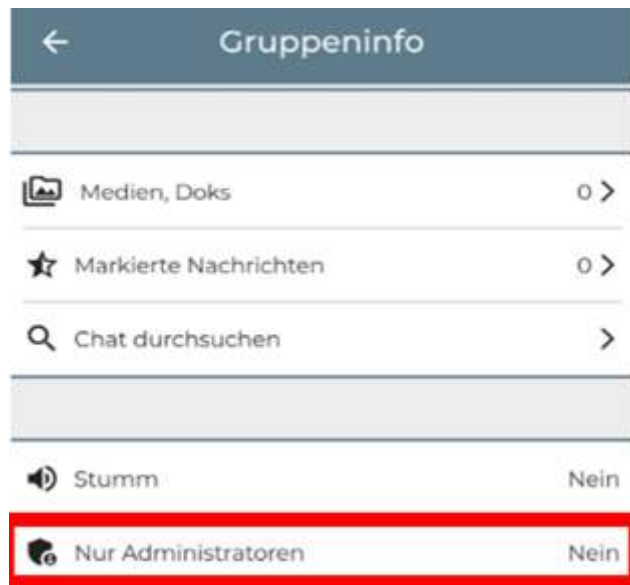 Gruppeninfo
Medien, Doks 0
Markierte Nachrichten 0
Chat durchsuchen
Stumm Nein
Nur Administratoren Nein